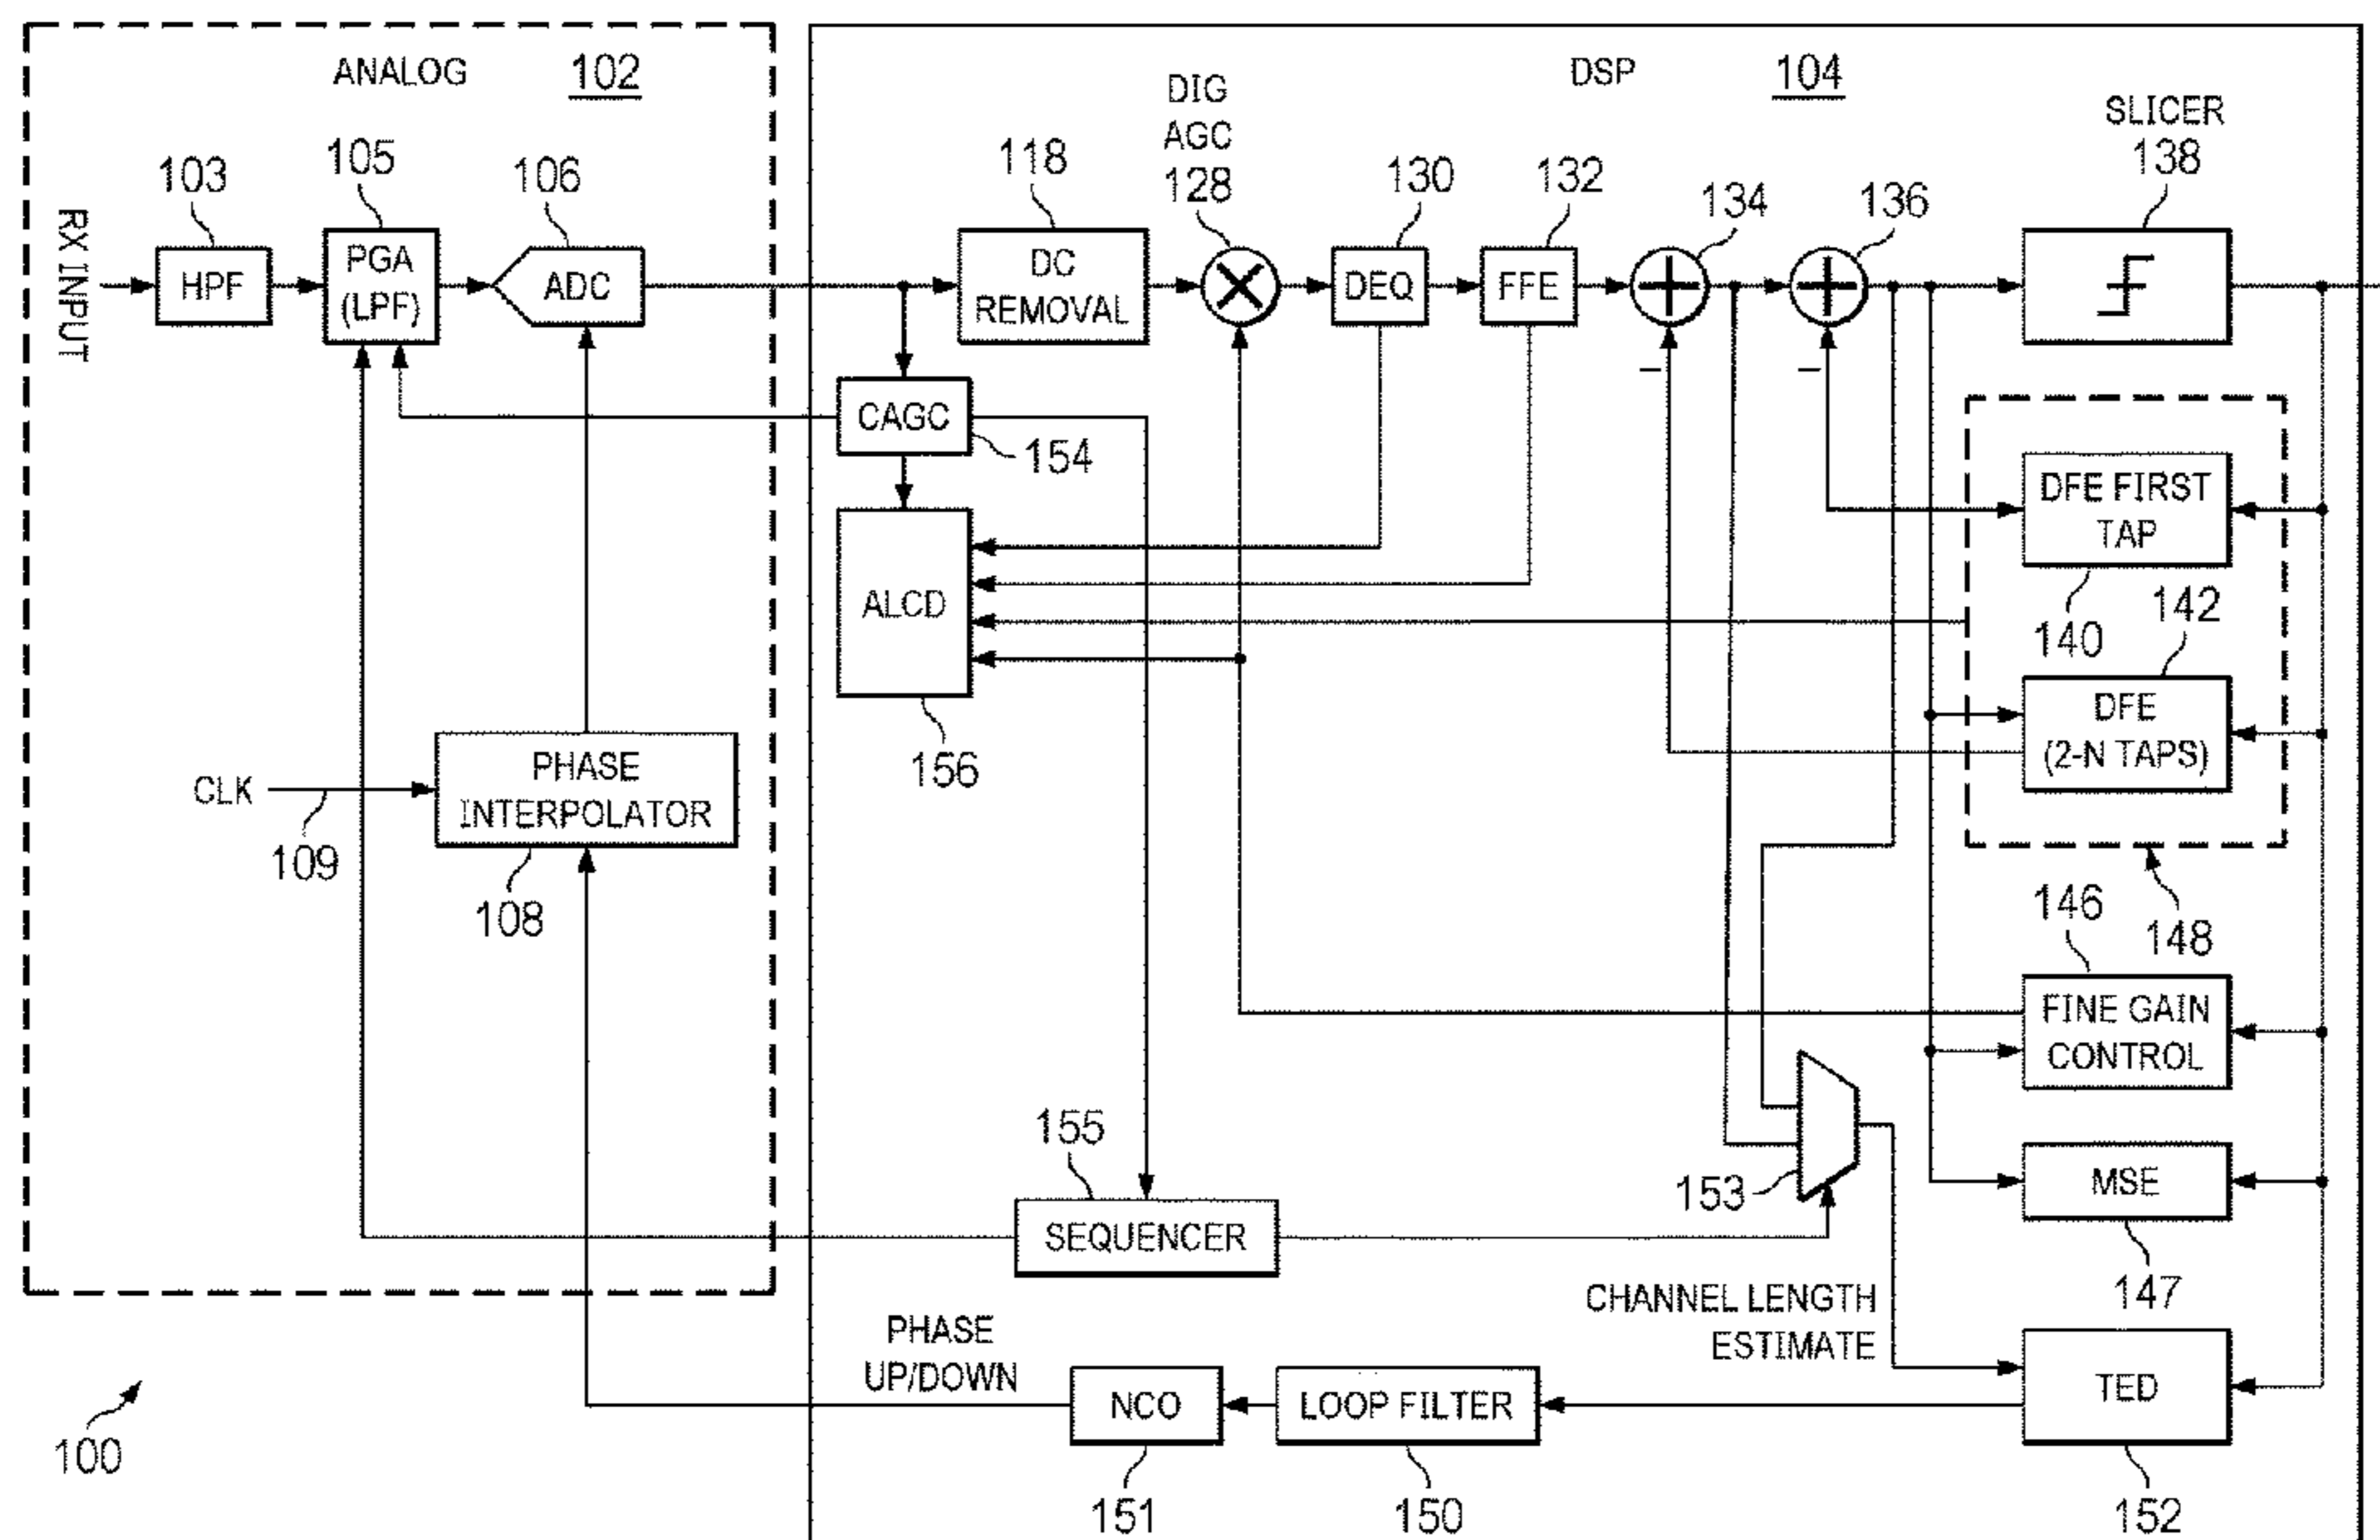 ANALOG
102
DSP
104
DIG
AGC
128
SLICER
138
103
105
106
118
130
132
134
136
RX INPUT
HPF
PGA
(LPF)
ADC
DC
REMOVAL
DEQ
FFE
−
−
CAGC
154
DFE FIRST
TAP
140
142
ALCD
156
DFE
(2-N TAPS)
148
CLK
109
PHASE
INTERPOLATOR
108
146
FINE GAIN
CONTROL
155
SEQUENCER
153
MSE
147
CHANNEL LENGTH
ESTIMATE
PHASE
UP/DOWN
NCO
151
LOOP FILTER
150
TED
152
100